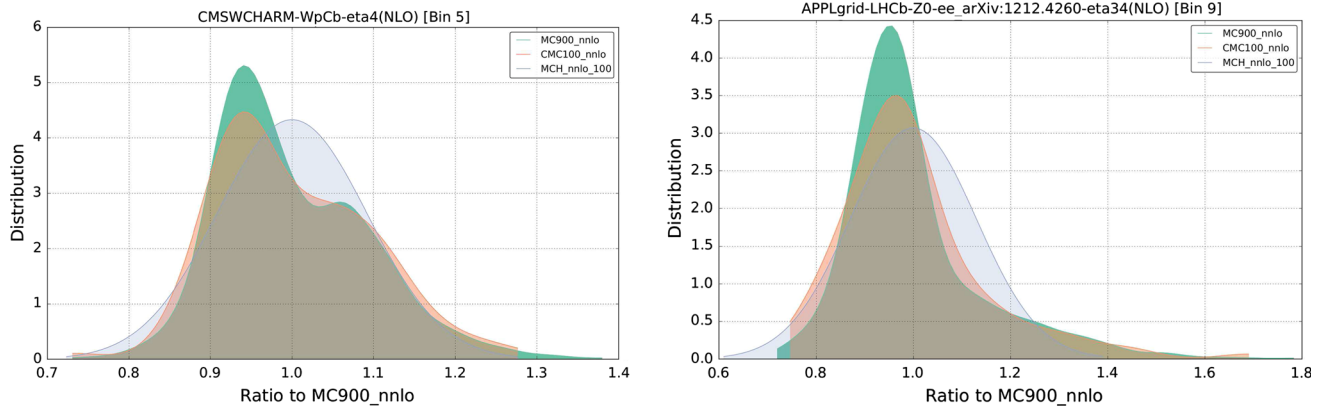 CMSWCHARM-WpCb-eta4(NLO) [Bin 5]
6
5
4
3
2
1
0
Distribution
MC900_nnlo
CMC100_nnlo
MCH_nnlo_100
0.7 0.8 0.9 1.0 1.1 1.2 1.3 1.4
Ratio to MC900_nnlo
APPLgrid-LHCb-Z0-ee_arXiv:1212.4260-eta34(NLO) [Bin 9]
4.5
4.0
3.5
3.0
2.5
2.0
1.5
1.0
0.5
0.0
Distribution
MC900_nnlo
CMC100_nnlo
MCH_nnlo_100
0.6 0.8 1.0 1.2 1.4 1.6 1.8
Ratio to MC900_nnlo